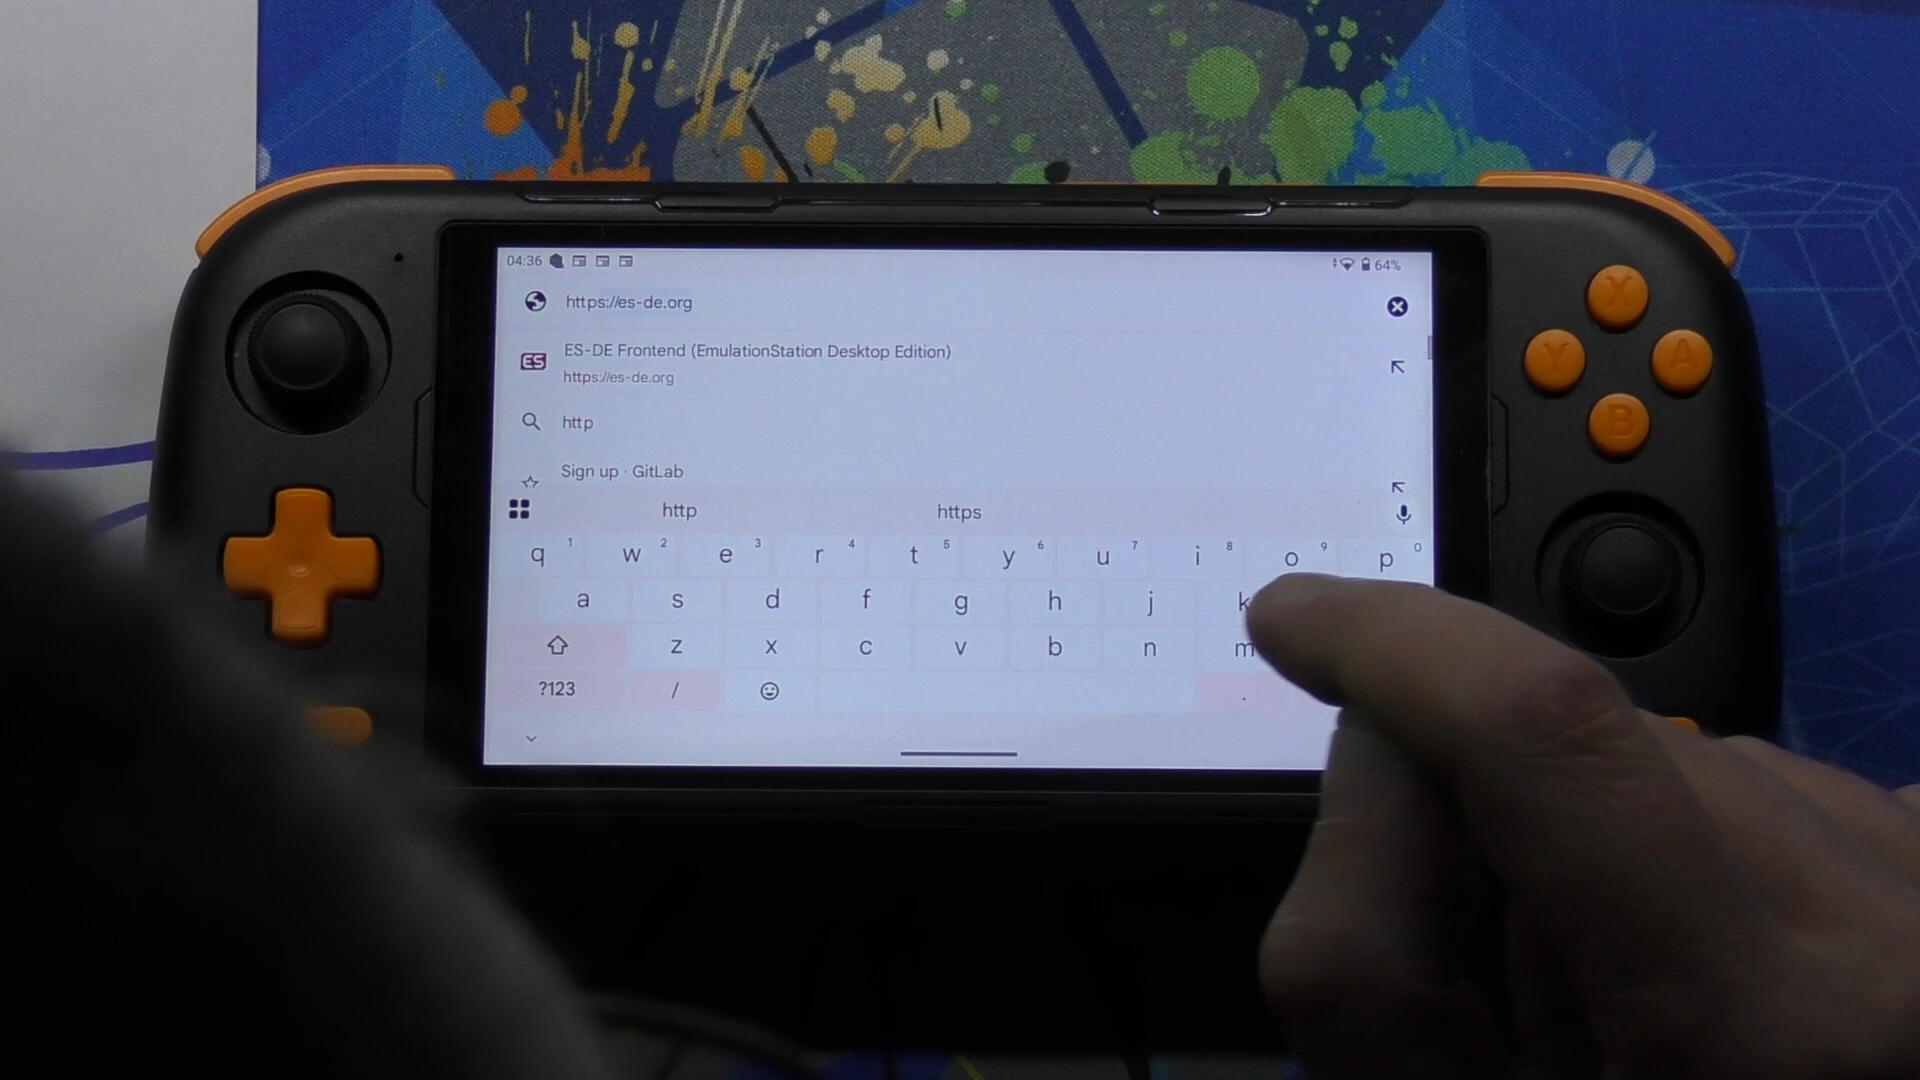 04:36 64%
https://es-de.org
ES ES-DE Frontend (EmulationStation Desktop Edition)
https://es-de.org
http
Sign up · GitLab
http https
q 1 w 2 e 3 r 4 t 5 y 6 u 7 i 8 o 9 p 0
a s d f g h j k
z x c v b n m
?123 / .
X
Y A
B